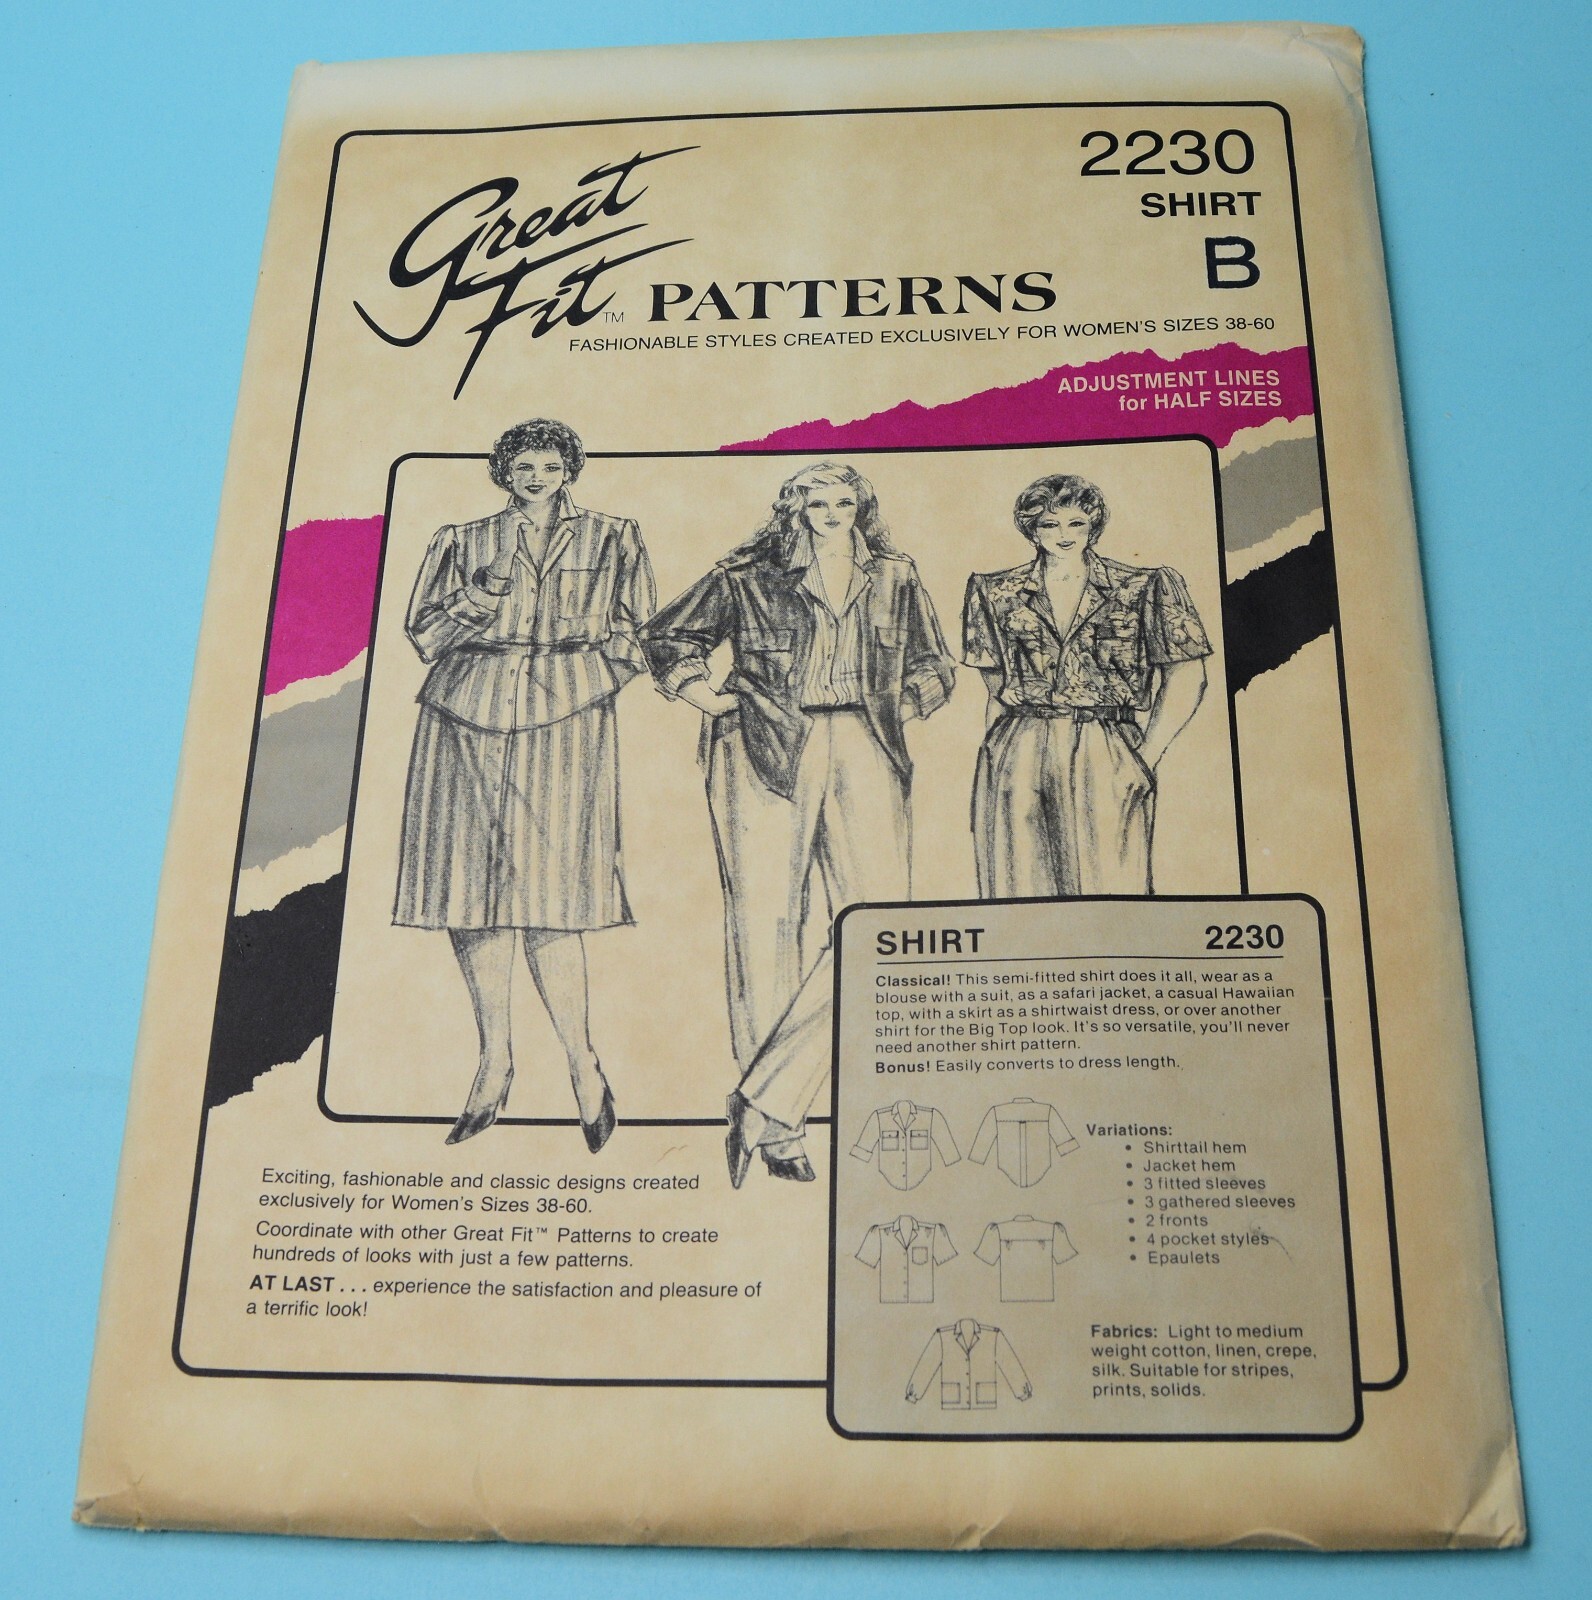 2230
SHIRT
B
Great
Fit™ PATTERNS
FASHIONABLE STYLES CREATED EXCLUSIVELY FOR WOMEN'S SIZES 38-60
ADJUSTMENT LINES
for HALF SIZES
Exciting, fashionable and classic designs created
exclusively for Women's Sizes 38-60.
Coordinate with other Great Fit™ Patterns to create
hundreds of looks with just a few patterns.
AT LAST . . . experience the satisfaction and pleasure of
a terrific look!
SHIRT 2230
Classical! This semi-fitted shirt does it all, wear as a
blouse with a suit, as a safari jacket, a casual Hawaiian
top, with a skirt as a shirtwaist dress, or over another
shirt for the Big Top look. It's so versatile, you'll never
need another shirt pattern.
Bonus! Easily converts to dress length.
Variations:
• Shirttail hem
• Jacket hem
• 3 fitted sleeves
• 3 gathered sleeves
• 2 fronts
• 4 pocket styles
• Epaulets
Fabrics: Light to medium
weight cotton, linen, crepe,
silk. Suitable for stripes,
prints, solids.